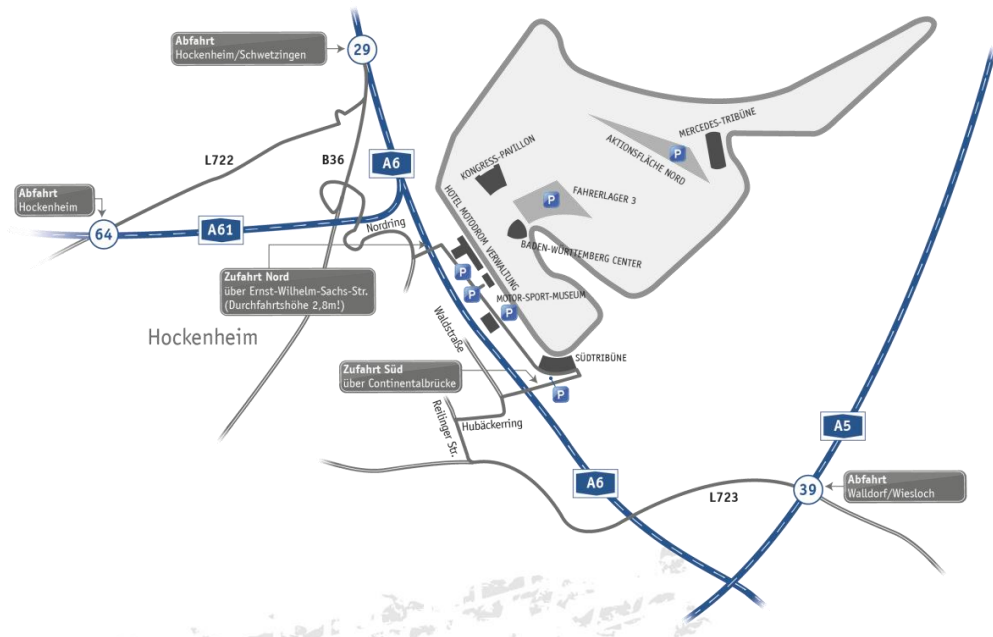 Abfahrt
Hockenheim/Schwetzingen
29
MERCEDES-TRIBÜNE
P
AKTIONSFLÄCHE NORD
L722
B36
A6
KONGRESS-PAVILLON
FAHRERLAGER 3
P
Abfahrt
Hockenheim
64
A61
Nordring
HOTEL MOTODROM VERWALTUNG
BADEN-WÜRTTEMBERG CENTER
Zufahrt Nord
über Ernst-Wilhelm-Sachs-Str.
(Durchfahrtshöhe 2,8m!)
P
P
MOTOR-SPORT-MUSEUM
P
Hockenheim
Waldstraße
SÜDTRIBÜNE
Zufahrt Süd
über Continentalbrücke
P
Reilinger Str.
Hubäckerring
A5
A6
L723
39
Abfahrt
Walldorf/Wiesloch